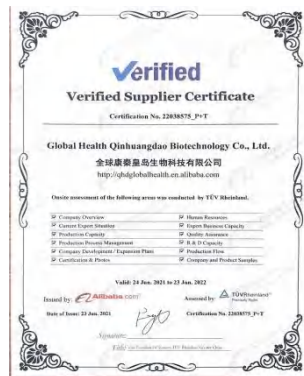 Verified
Verified Supplier Certificate
Certification No. 22038575_P+T
Global Health Qinhuangdao Biotechnology Co., Ltd.
全球康秦皇岛生物科技有限公司
http://qhdglobalhealth.en.alibaba.com
Onsite assessment of the following areas was conducted by TÜV Rheinland.
Company Overview Human Resources
Current Export Situation Export Business Capacity
Production Capacity Quality Assurance
Production Process Management R & D Capacity
Company Development / Expansion Plans Production Flow
Certification & Photos Company and Product Samples
Valid: 24 Jun. 2021 to 23 Jun. 2022
Issued by: Alibaba.com Assessed by TÜVRheinland
Precisely Right.
Date of Issue: 23 Jun. 2021 Certification No. 22038575_P+T
Signature: